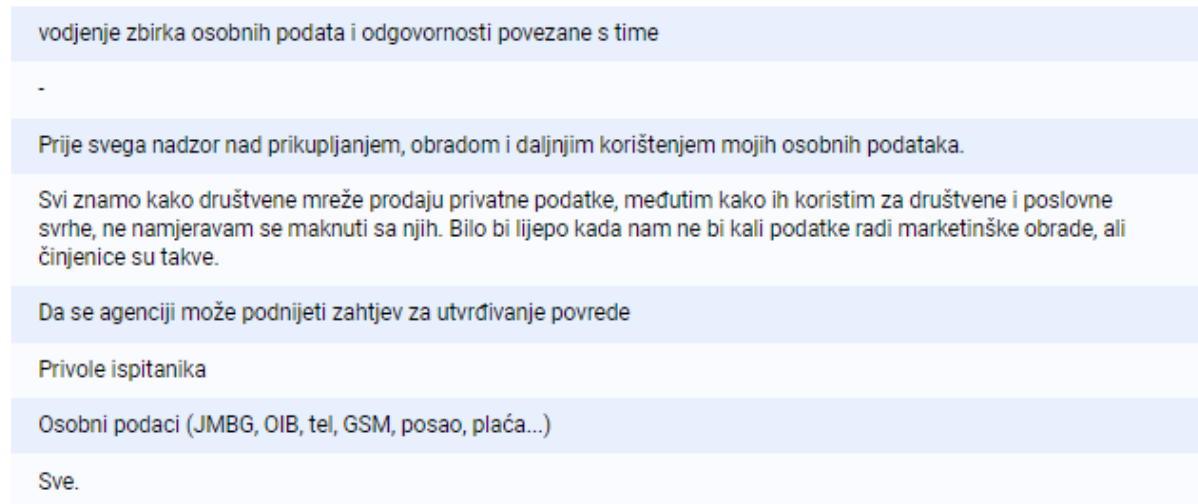 vodjenje zbirka osobnih podata i odgovornosti povezane s time
-
Prije svega nadzor nad prikupljanjem, obradom i daljnjim korištenjem mojih osobnih podataka.
Svi znamo kako društvene mreže prodaju privatne podatke, međutim kako ih koristim za društvene i poslovne
svrhe, ne namjeravam se maknuti sa njih. Bilo bi lijepo kada nam ne bi kali podatke radi marketinške obrade, ali
činjenice su takve.
Da se agenciji može podnijeti zahtjev za utvrđivanje povrede
Privole ispitanika
Osobni podaci (JMBG, OIB, tel, GSM, posao, plaća...)
Sve.